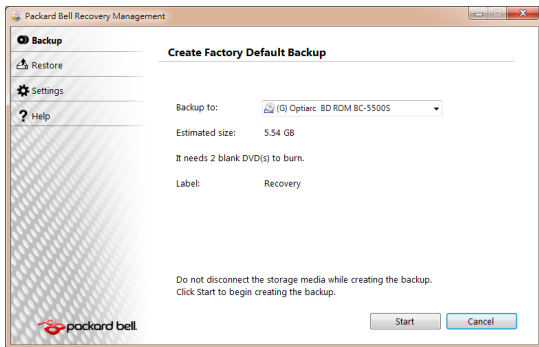 Packard Bell Recovery Management
Backup
Restore
Settings
Help
Create Factory Default Backup
Backup to: (G) Optiarc BD ROM BC-5500S
Estimated size: 5.54 GB
It needs 2 blank DVD(s) to burn.
Label: Recovery
Do not disconnect the storage media while creating the backup.
Click Start to begin creating the backup.
packard bell.
Start Cancel